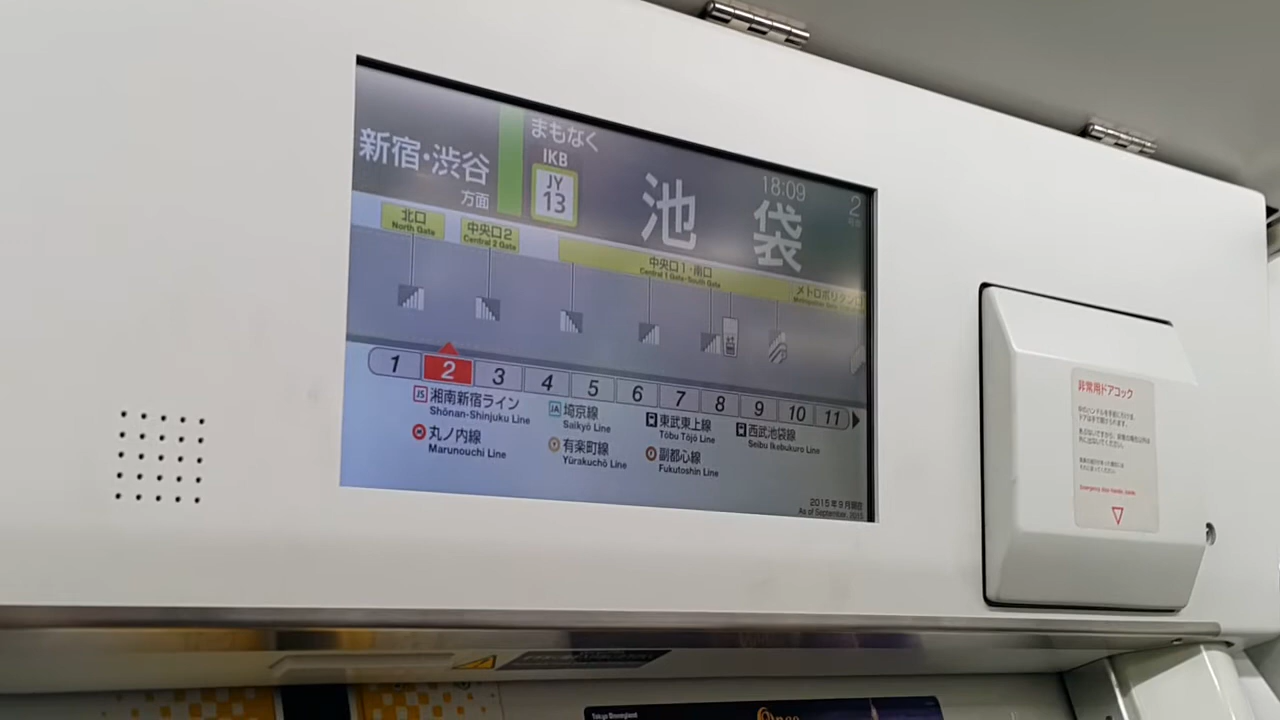 新宿・渋谷
方面
まもなく
IKB
JY
13
池袋
18:09
2
北口
North Gate
中央口2
Central 2 Gate
中央口1・南口
Central 1 Gate・South Gate
メトロポリタン口
1 2 3 4 5 6 7 8 9 10 11
JS 湘南新宿ライン
Shōnan-Shinjuku Line
JA 埼京線
Saikyō Line
東武東上線
Tōbu Tōjō Line
西武池袋線
Seibu Ikebukuro Line
丸ノ内線
Marunouchi Line
有楽町線
Yūrakuchō Line
副都心線
Fukutoshin Line
2015年9月現在
As of September, 2015
非常用ドアコック
Tokyo Disneyland
Once